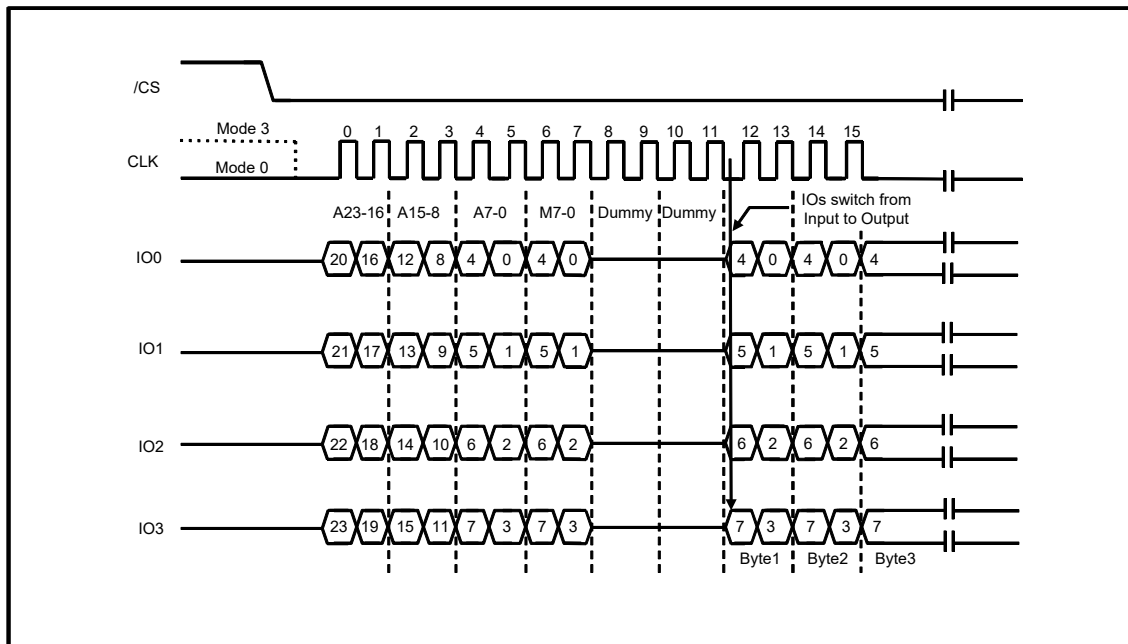 /CS
Mode 3
0 1 2 3 4 5 6 7 8 9 10 11 12 13 14 15
CLK
Mode 0
IOs switch from
Input to Output
A23-16 A15-8 A7-0 M7-0 Dummy Dummy
IO0 20 16 12 8 4 0 4 0 4 0 4 0 4
IO1 21 17 13 9 5 1 5 1 5 1 5 1 5
IO2 22 18 14 10 6 2 6 2 6 2 6 2 6
IO3 23 19 15 11 7 3 7 3 7 3 7 3 7
Byte1 Byte2 Byte3